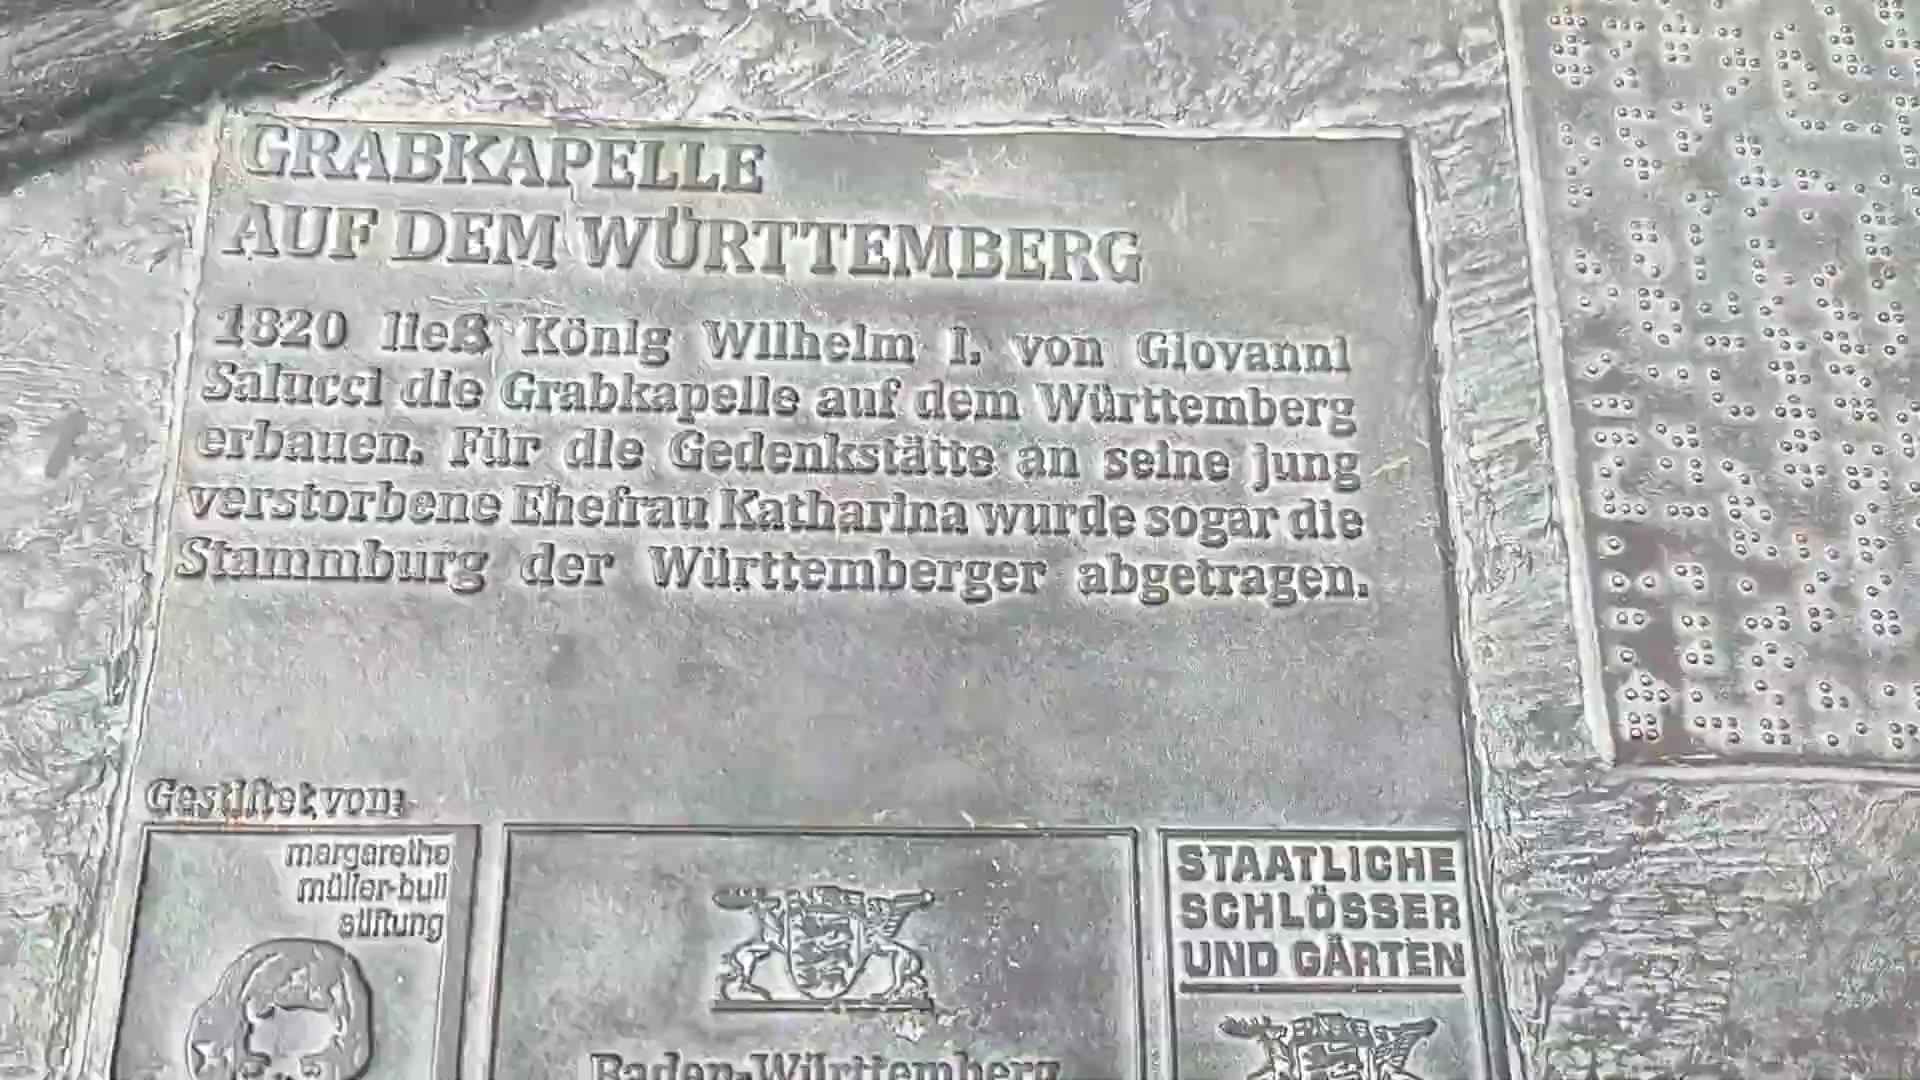 GRABKAPELLE
AUF DEM WÜRTTEMBERG
1820 ließ König Wilhelm I. von Giovanni
Salucci die Grabkapelle auf dem Württemberg
erbauen. Für die Gedenkstätte an seine jung
verstorbene Ehefrau Katharina wurde sogar die
Stammburg der Württemberger abgetragen.
Gestiftet von:
margarethe
müller-bull
stiftung
Baden-Württemberg
STAATLICHE
SCHLÖSSER
UND GÄRTEN